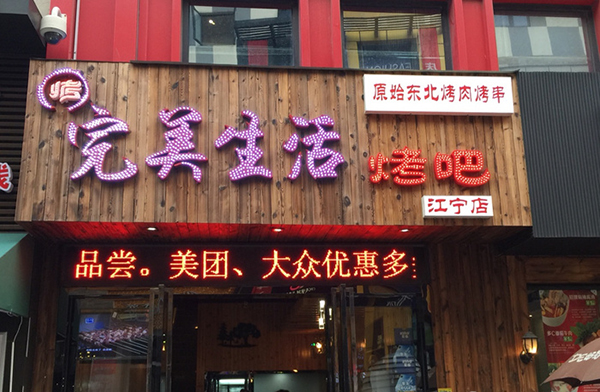 烤
完美生活
原始东北烤肉烤串
烤吧
江宁店
品尝。美团、大众优惠多